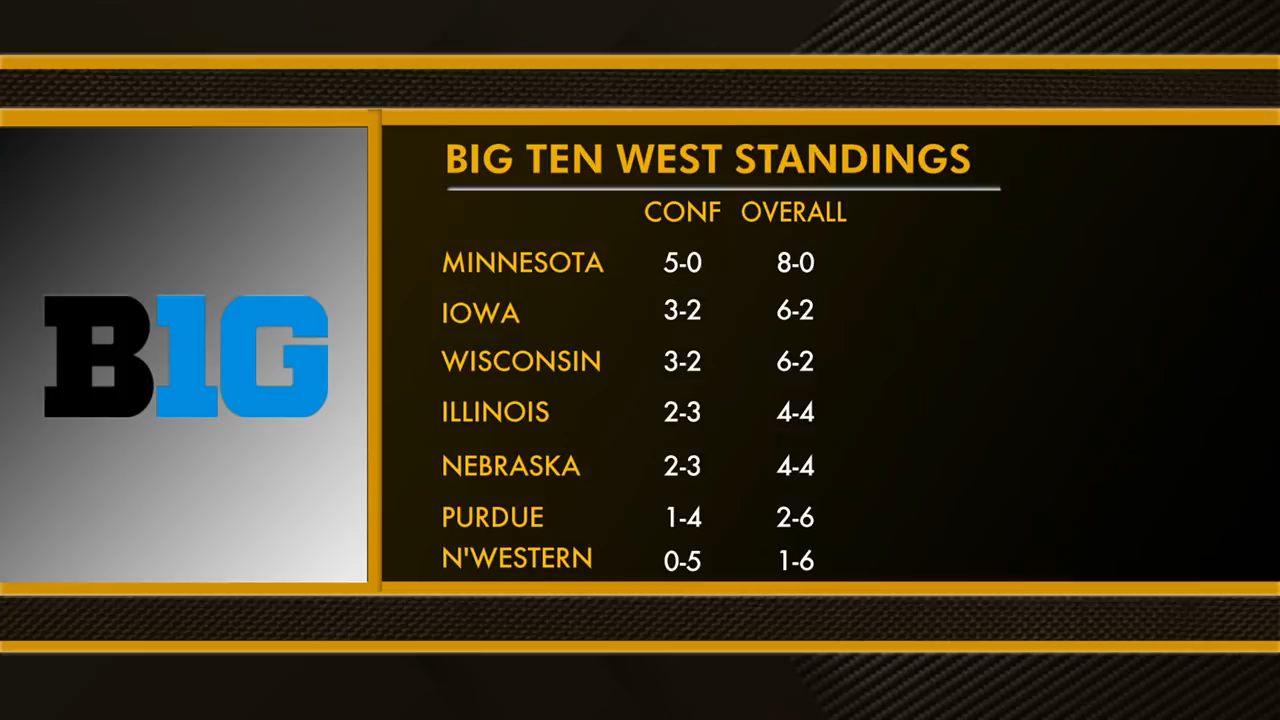 B1G
BIG TEN WEST STANDINGS
CONF OVERALL
MINNESOTA 5-0 8-0
IOWA 3-2 6-2
WISCONSIN 3-2 6-2
ILLINOIS 2-3 4-4
NEBRASKA 2-3 4-4
PURDUE 1-4 2-6
N'WESTERN 0-5 1-6